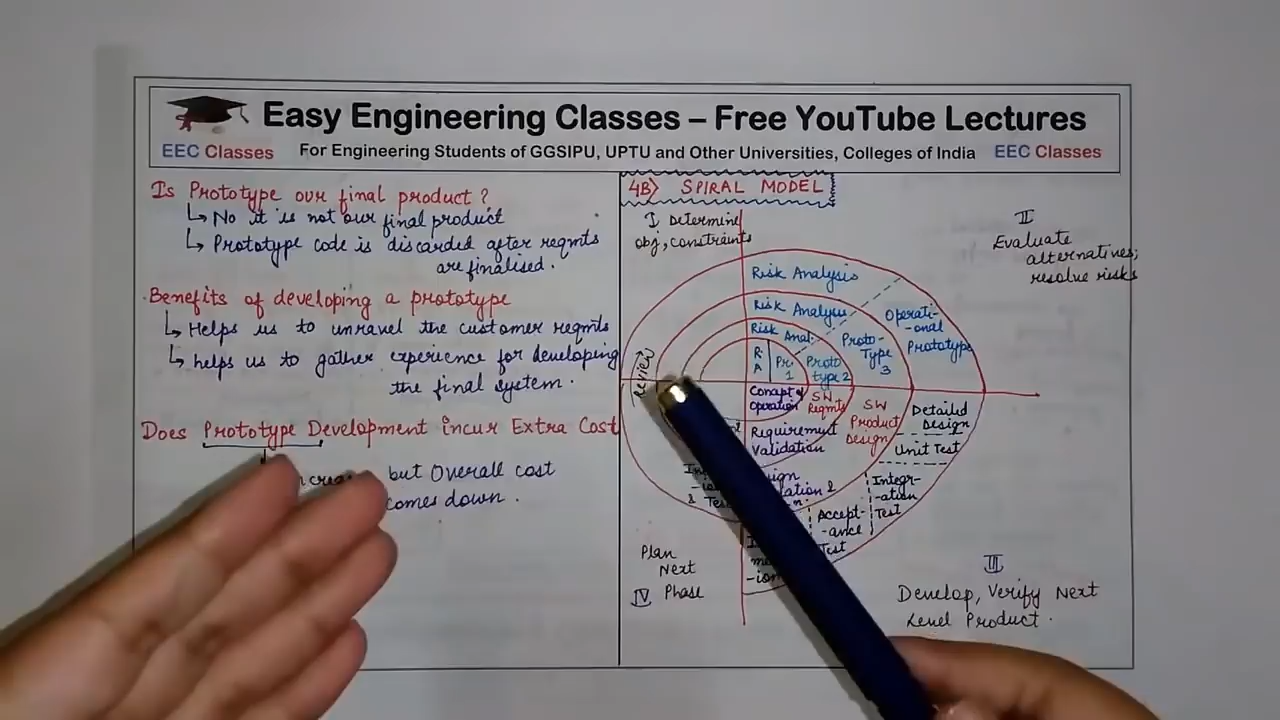 Easy Engineering Classes – Free YouTube Lectures
EEC Classes For Engineering Students of GGSIPU, UPTU and Other Universities, Colleges of India EEC Classes
Is Prototype our final product?
↳ No it is not our final product
↳ Prototype code is discarded after reqmts
are finalised.
Benefits of developing a prototype
↳ Helps us to unravel the customer reqmts
↳ helps us to gather experience for developing
the final system.
Does Prototype Development incur Extra Cost
but Overall cost
comes down.
4B> SPIRAL MODEL
I Determine
obj, constraints
II
Evaluate
alternatives;
resolve risks
Risk Analysis
Risk Analysis
Risk Anal.
R
A
Pr.
1
Proto
type 2
Proto-
Type
3
Operati-
-onal
Prototype
Review
Concept of
Operation
SW
Reqmts
SW
Product
Design
Detailed
Design
Requirement
Validation
Unit Test
Integr-
-ation
Test
Accept-
-ance
Test
Plan
Next
IV Phase
III
Develop, Verify Next
Level Product.